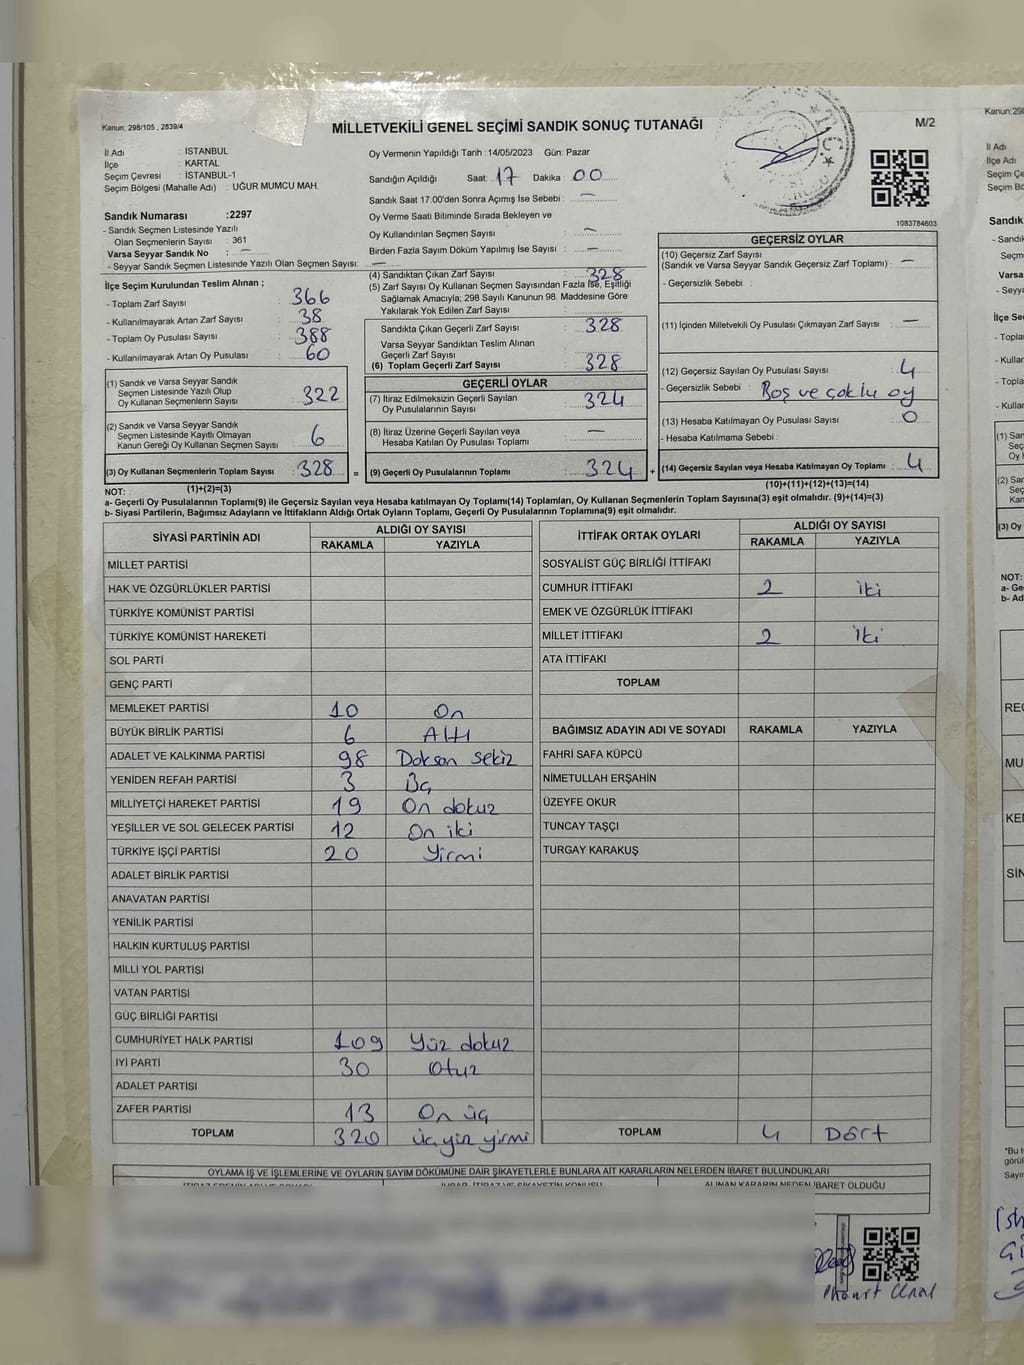 Kanun: 298/105 , 2839/4
MİLLETVEKİLİ GENEL SEÇİMİ SANDIK SONUÇ TUTANAĞI
M/2
İl Adı : İSTANBUL
İlçe : KARTAL
Seçim Çevresi : İSTANBUL-1
Seçim Bölgesi (Mahalle Adı) : UĞUR MUMCU MAH.
Sandık Numarası :2297
- Sandık Seçmen Listesinde Yazılı
Olan Seçmenlerin Sayısı : 361
Varsa Seyyar Sandık No : –
- Seyyar Sandık Seçmen Listesinde Yazılı Olan Seçmen Sayısı: –
Oy Vermenin Yapıldığı Tarih :14/05/2023 Gün: Pazar
Sandığın Açıldığı Saat: 17 Dakika: 00
Sandık Saat 17:00'den Sonra Açımış İse Sebebi : –
Oy Verme Saati Bitiminde Sırada Bekleyen ve
Oy Kullandırılan Seçmen Sayısı : –
Birden Fazla Sayım Döküm Yapılmış İse Sayısı : –
1083784603
İlçe Seçim Kurulundan Teslim Alınan ;
- Toplam Zarf Sayısı : 366
- Kullanılmayarak Artan Zarf Sayısı : 38
- Toplam Oy Pusulası Sayısı : 388
- Kullanılmayarak Artan Oy Pusulası : 60
(1) Sandık ve Varsa Seyyar Sandık
Seçmen Listesinde Yazılı Olup
Oy Kullanan Seçmenlerin Sayısı : 322
(2) Sandık ve Varsa Seyyar Sandık
Seçmen Listesinde Kayıtlı Olmayan
Kanun Gereği Oy Kullanan Seçmen Sayısı : 6
(3) Oy Kullanan Seçmenlerin Toplam Sayısı : 328 =
(4) Sandıktan Çıkan Zarf Sayısı : 328
(5) Zarf Sayısı Oy Kullanan Seçmen Sayısından Fazla İse, Eşitliği
Sağlamak Amacıyla; 298 Sayılı Kanunun 98. Maddesine Göre
Yakılarak Yok Edilen Zarf Sayısı :
Sandıkta Çıkan Geçerli Zarf Sayısı : 328
Varsa Seyyar Sandıktan Teslim Alınan
Geçerli Zarf Sayısı :
(6) Toplam Geçerli Zarf Sayısı : 328
GEÇERLİ OYLAR
(7) İtiraz Edilmeksizin Geçerli Sayılan
Oy Pusulalarının Sayısı : 324
(8) İtiraz Üzerine Geçerli Sayılan veya
Hesaba Katılan Oy Pusulası Toplamı : –
(9) Geçerli Oy Pusulalarının Toplamı : 324 +
GEÇERSİZ OYLAR
(10) Geçersiz Zarf Sayısı
(Sandık ve Varsa Seyyar Sandık Geçersiz Zarf Toplamı) : –
- Geçersizlik Sebebi :
(11) İçinden Milletvekili Oy Pusulası Çıkmayan Zarf Sayısı : –
(12) Geçersiz Sayılan Oy Pusulası Sayısı : 4
- Geçersizlik Sebebi : Boş ve çoklu oy
(13) Hesaba Katılmayan Oy Pusulası Sayısı : 0
- Hesaba Katılmama Sebebi :
(14) Geçersiz Sayılan veya Hesaba Katılmayan Oy Toplamı : 4
NOT: (1)+(2)=(3)
(10)+(11)+(12)+(13)=(14)
a- Geçerli Oy Pusulalarının Toplamı(9) ile Geçersiz Sayılan veya Hesaba katılmayan Oy Toplamı(14) Toplamları, Oy Kullanan Seçmenlerin Toplam Sayısına(3) eşit olmalıdır. (9)+(14)=(3)
b- Siyasi Partilerin, Bağımsız Adayların ve İttifakların Aldığı Ortak Oyların Toplamı, Geçerli Oy Pusulalarının Toplamına(9) eşit olmalıdır.
SİYASİ PARTİNİN ADI ALDIĞI OY SAYISI
RAKAMLA YAZIYLA
MİLLET PARTİSİ
HAK VE ÖZGÜRLÜKLER PARTİSİ
TÜRKİYE KOMÜNİST PARTİSİ
TÜRKİYE KOMÜNİST HAREKETİ
SOL PARTİ
GENÇ PARTİ
MEMLEKET PARTİSİ 10 On
BÜYÜK BİRLİK PARTİSİ 6 Altı
ADALET VE KALKINMA PARTİSİ 98 Doksan sekiz
YENİDEN REFAH PARTİSİ 3 Üç
MİLLİYETÇİ HAREKET PARTİSİ 19 On dokuz
YEŞİLLER VE SOL GELECEK PARTİSİ 12 On iki
TÜRKİYE İŞÇİ PARTİSİ 20 Yirmi
ADALET BİRLİK PARTİSİ
ANAVATAN PARTİSİ
YENİLİK PARTİSİ
HALKIN KURTULUŞ PARTİSİ
MİLLİ YOL PARTİSİ
VATAN PARTİSİ
GÜÇ BİRLİĞİ PARTİSİ
CUMHURİYET HALK PARTİSİ 109 Yüz dokuz
İYİ PARTİ 30 Otuz
ADALET PARTİSİ
ZAFER PARTİSİ 13 On üç
TOPLAM 320 üç yüz yirmi
İTTİFAK ORTAK OYLARI ALDIĞI OY SAYISI
RAKAMLA YAZIYLA
SOSYALİST GÜÇ BİRLİĞİ İTTİFAKI
CUMHUR İTTİFAKI 2 iki
EMEK VE ÖZGÜRLÜK İTTİFAKI
MİLLET İTTİFAKI 2 iki
ATA İTTİFAKI
TOPLAM
BAĞIMSIZ ADAYIN ADI VE SOYADI RAKAMLA YAZIYLA
FAHRİ SAFA KÜPCÜ
NİMETULLAH ERŞAHİN
ÜZEYFE OKUR
TUNCAY TAŞÇI
TURGAY KARAKUŞ
TOPLAM 4 Dört
OYLAMA İŞ VE İŞLEMLERİNE VE OYLARIN SAYIM DÖKÜMÜNE DAİR ŞİKAYETLERLE BUNLARA AİT KARARLARIN NELERDEN İBARET BULUNDUKLARI
ALINAN KARARIN NEDEN İBARET OLDUĞU